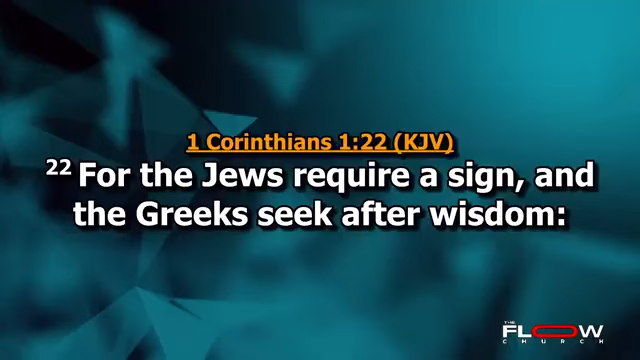 1 Corinthians 1:22 (KJV)
22 For the Jews require a sign, and
the Greeks seek after wisdom:
THE
FLOW
CHURCH